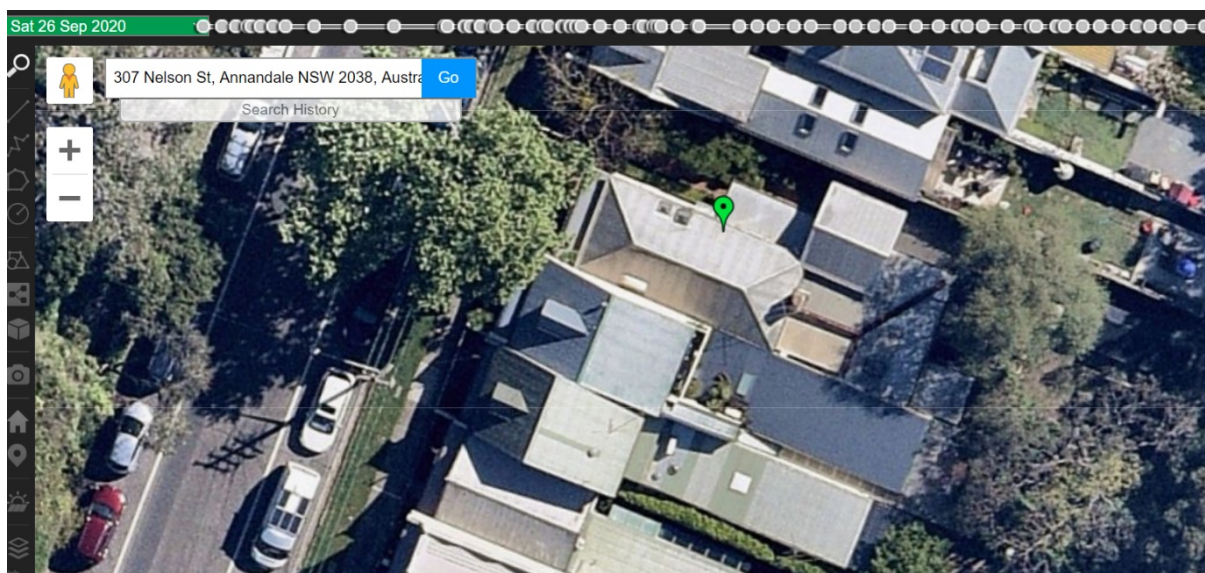 Sat 26 Sep 2020
307 Nelson St, Annandale NSW 2038, Austra
Go
Search History